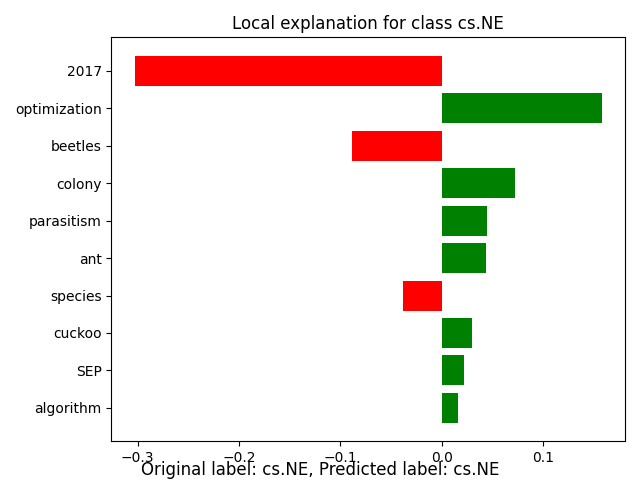 Local explanation for class cs.NE
2017
optimization
beetles
colony
parasitism
ant
species
cuckoo
SEP
algorithm
−0.3 −0.2 −0.1 0.0 0.1
Original label: cs.NE, Predicted label: cs.NE